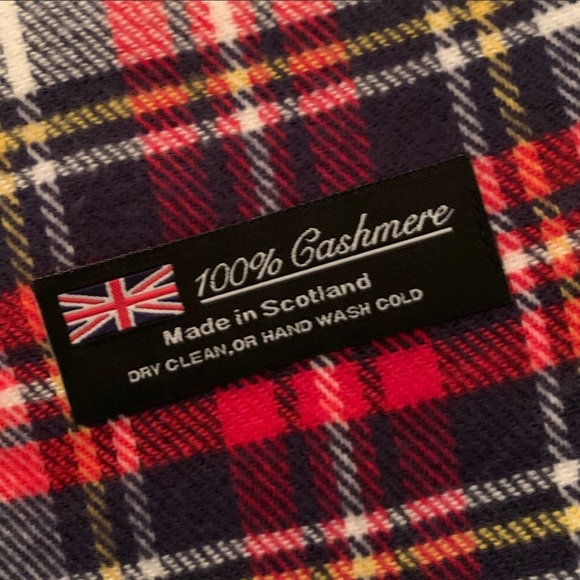 100% Cashmere
Made in Scotland
DRY CLEAN,OR HAND WASH COLD